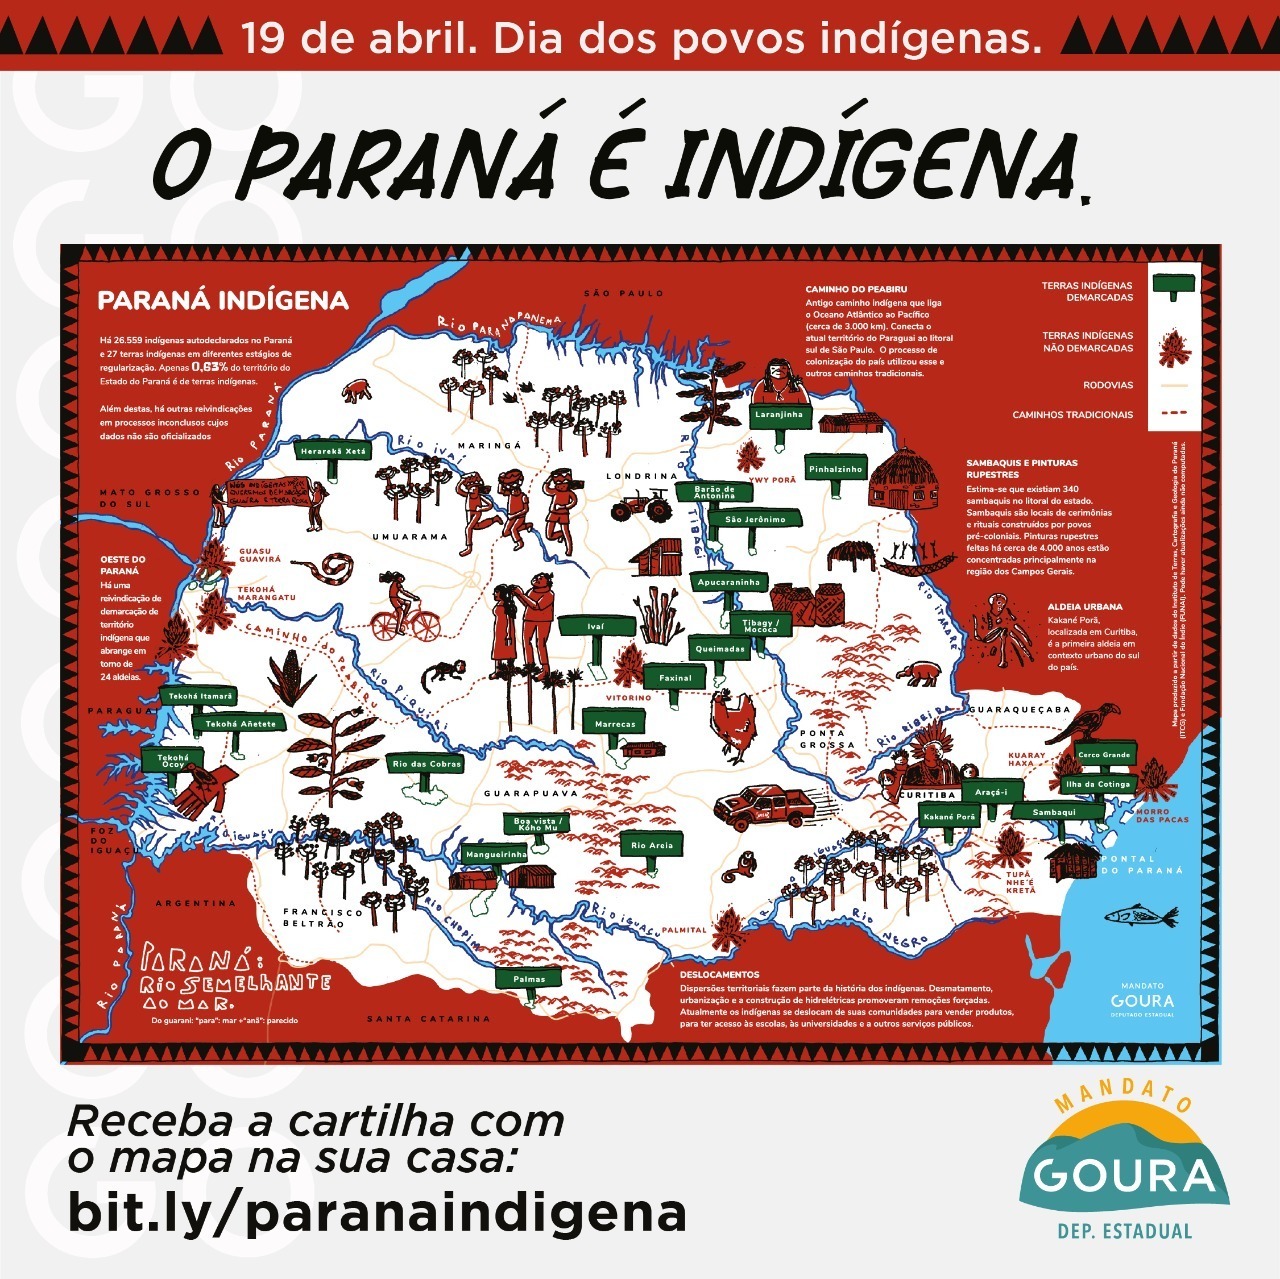 19 de abril. Dia dos povos indígenas.
O PARANÁ É INDÍGENA.
PARANÁ INDÍGENA
Há 26.559 indígenas autodeclarados no Paraná
e 27 terras indígenas em diferentes estágios de
regularização. Apenas 0,63% do território do
Estado do Paraná é de terras indígenas.
Além destas, há outras reivindicações
em processos inconclusos cujos
dados não são oficializados
SÃO PAULO
Rio PARANAPANEMA
CAMINHO DO PEABIRU
Antigo caminho indígena que liga
o Oceano Atlântico ao Pacífico
(cerca de 3.000 km). Conecta o
atual território do Paraguai ao litoral
sul de São Paulo. O processo de
colonização do país utilizou esse e
outros caminhos tradicionais.
TERRAS INDÍGENAS
DEMARCADAS
TERRAS INDÍGENAS
NÃO DEMARCADAS
RODOVIAS
CAMINHOS TRADICIONAIS
Rio PARANÁ
Herarekã Xetá
Rio ivaí
MARINGÁ
LONDRINA
Laranjinha
Pinhalzinho
YWY PORÃ
Barão de
Antonina
São Jerônimo
TIBAGI
MATO GROSSO
DO SUL
UMUARAMA
SAMBAQUIS E PINTURAS
RUPESTRES
Estima-se que existiam 340
sambaquis no litoral do estado.
Sambaquis são locais de cerimônias
e rituais construídos por povos
pré-coloniais. Pinturas rupestres
feitas há cerca de 4.000 anos estão
concentradas principalmente na
região dos Campos Gerais.
Mapa produzido a partir de dados do Instituto de Terras, Cartografia e Geologia do Paraná
(ITCG) e Fundação Nacional do Índio (FUNAI). Pode haver atualizações ainda não computadas.
OESTE DO
PARANÁ
Há uma
reivindicação de
demarcação de
território
indígena que
abrange em
torno de
24 aldeias.
GUASU
GUAVIRÁ
TEKOHÁ
MARANGATU
CAMINHO DO PEABIRU
Apucaraninha
Ivaí
Tibagy /
Mococa
Queimadas
Faxinal
VITORINO
Marrecas
Rio ITARARÉ
ALDEIA URBANA
Kakané Porã,
localizada em Curitiba,
é a primeira aldeia em
contexto urbano do sul
do país.
PARAGUAI
Tekohá Itamarã
Tekohá Añetete
Tekohá
Ocoy
Rio PiQUIRi
Rio das Cobras
GUARAPUAVA
PONTA
GROSSA
Rio RIBEIRA
GUARAQUEÇABA
KUARAY
HAXA
Cerco Grande
Ilha da Cotinga
Araçá-i
CURITIBA
Kakané Porã
Sambaqui
MORRO
DAS PACAS
PONTAL
DO PARANÁ
TUPÃ
NHE'É
KRETÃ
FOZ
DO
IGUAÇU
Rio iguaçu
Boa vista /
Kóho Mu
Mangueirinha
Rio Areia
ARGENTINA
FRANCISCO
BELTRÃO
RIO CHOPIM
Rio iguaçu
PALMITAL
iguaçu
Rio NEGRO
Rio PARANÁ
PARANÁ:
Rio SEMELHANTE
AO MAR.
Do guarani: "para": mar +"anã": parecido
Palmas
SANTA CATARINA
DESLOCAMENTOS
Dispersões territoriais fazem parte da história dos indígenas. Desmatamento,
urbanização e a construção de hidrelétricas promoveram remoções forçadas.
Atualmente os indígenas se deslocam de suas comunidades para vender produtos,
para ter acesso às escolas, às universidades e a outros serviços públicos.
MANDATO
GOURA
DEPUTADO ESTADUAL
Receba a cartilha com
o mapa na sua casa:
bit.ly/paranaindigena
MANDATO
GOURA
DEP. ESTADUAL